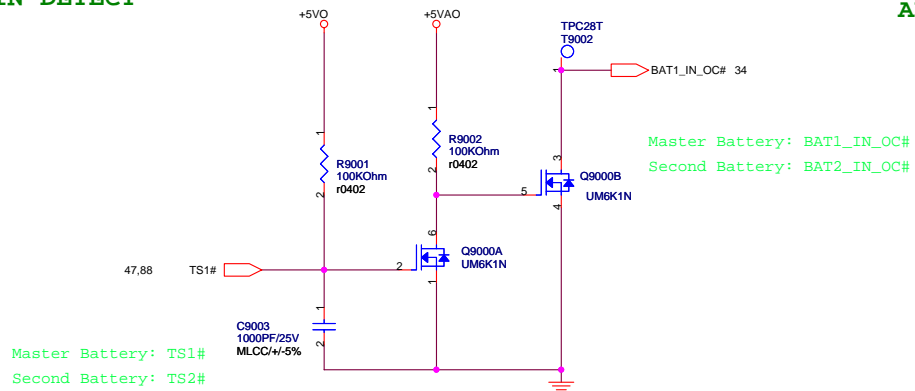 IN DETECT
A
+5VO
+5VAO
TPC28T
T9002
1
BAT1_IN_OC# 34
1
R9001
100KOhm
r0402
2
1
R9002
100KOhm
r0402
2
Master Battery: BAT1_IN_OC#
Second Battery: BAT2_IN_OC#
3
5
Q9000B
4
UM6K1N
6
2
Q9000A
UM6K1N
1
47,88
TS1#
1
C9003
1000PF/25V
MLCC/+/-5%
2
Master Battery: TS1#
Second Battery: TS2#